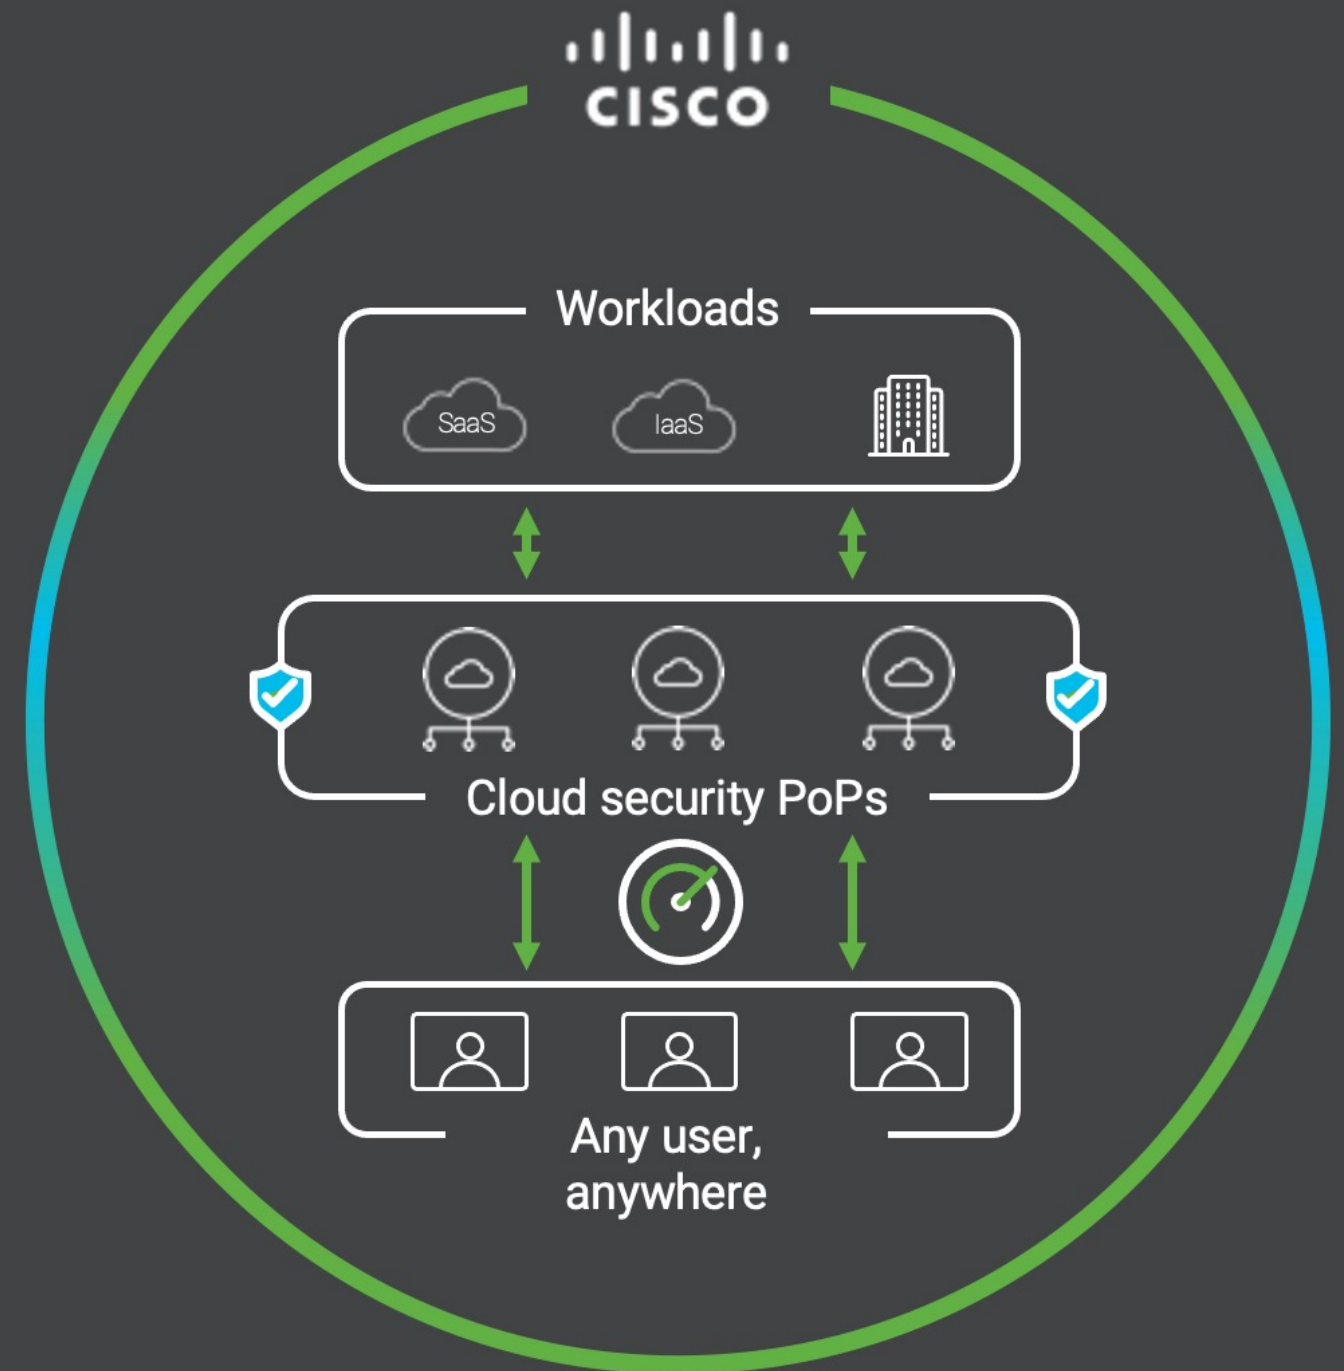 CISCO
Workloads
SaaS
IaaS
Cloud security PoPs
Any user,
anywhere